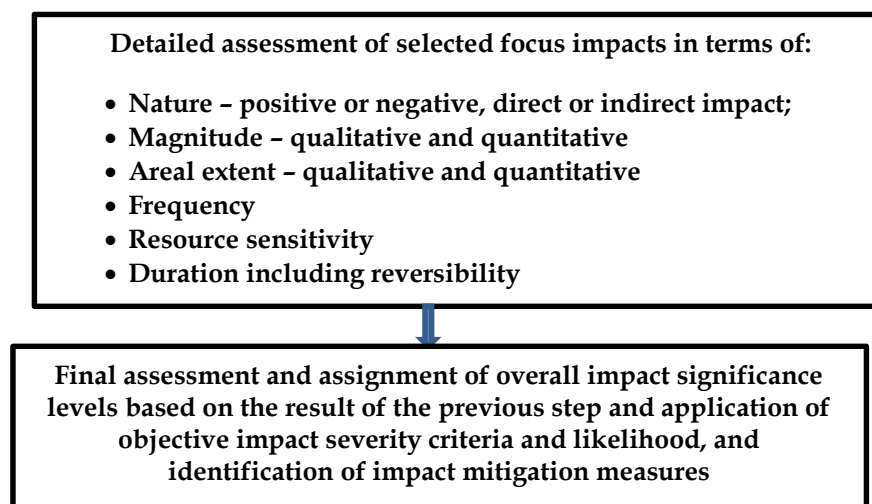 Detailed assessment of selected focus impacts in terms of:
• Nature – positive or negative, direct or indirect impact;
• Magnitude – qualitative and quantitative
• Areal extent – qualitative and quantitative
• Frequency
• Resource sensitivity
• Duration including reversibility
Final assessment and assignment of overall impact significance
levels based on the result of the previous step and application of
objective impact severity criteria and likelihood, and
identification of impact mitigation measures